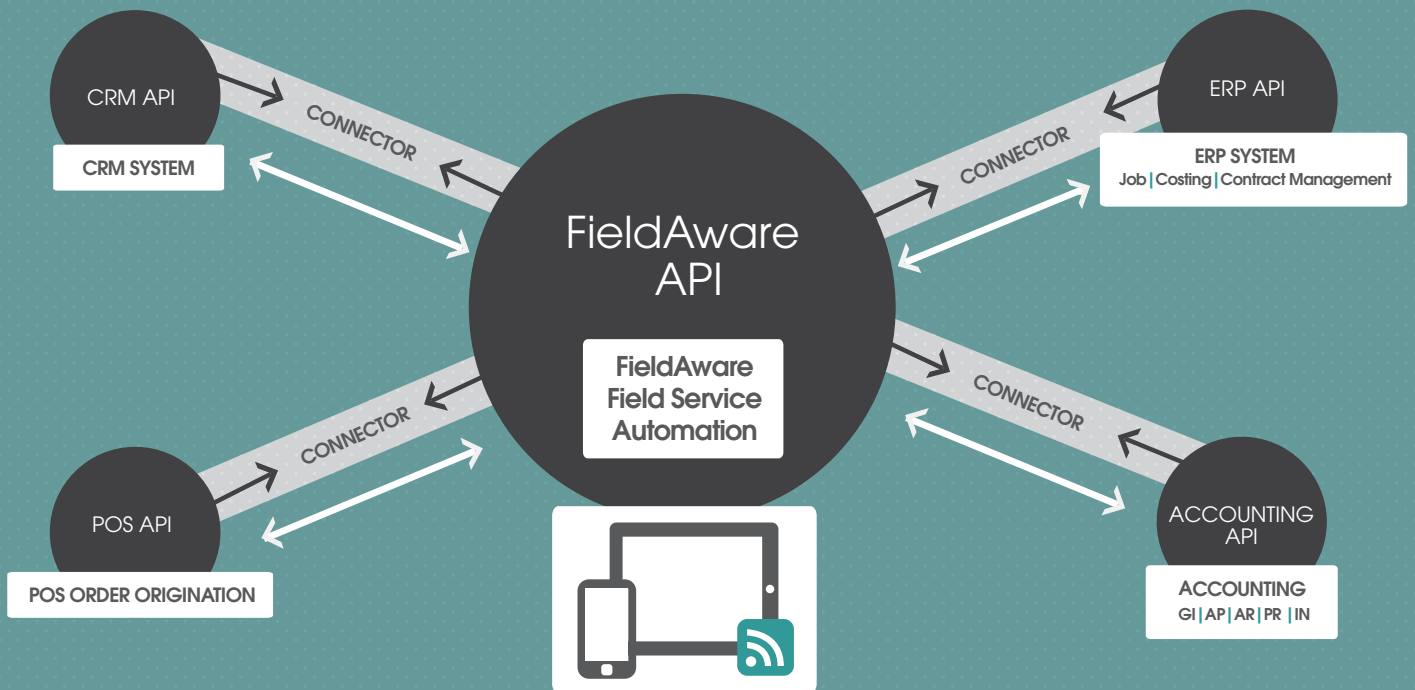 CRM API
CRM SYSTEM
CONNECTOR
ERP API
ERP SYSTEM
Job|Costing|Contract Management
CONNECTOR
FieldAware
API
FieldAware
Field Service
Automation
CONNECTOR
POS API
POS ORDER ORIGINATION
CONNECTOR
ACCOUNTING
API
ACCOUNTING
GI|AP|AR|PR |IN